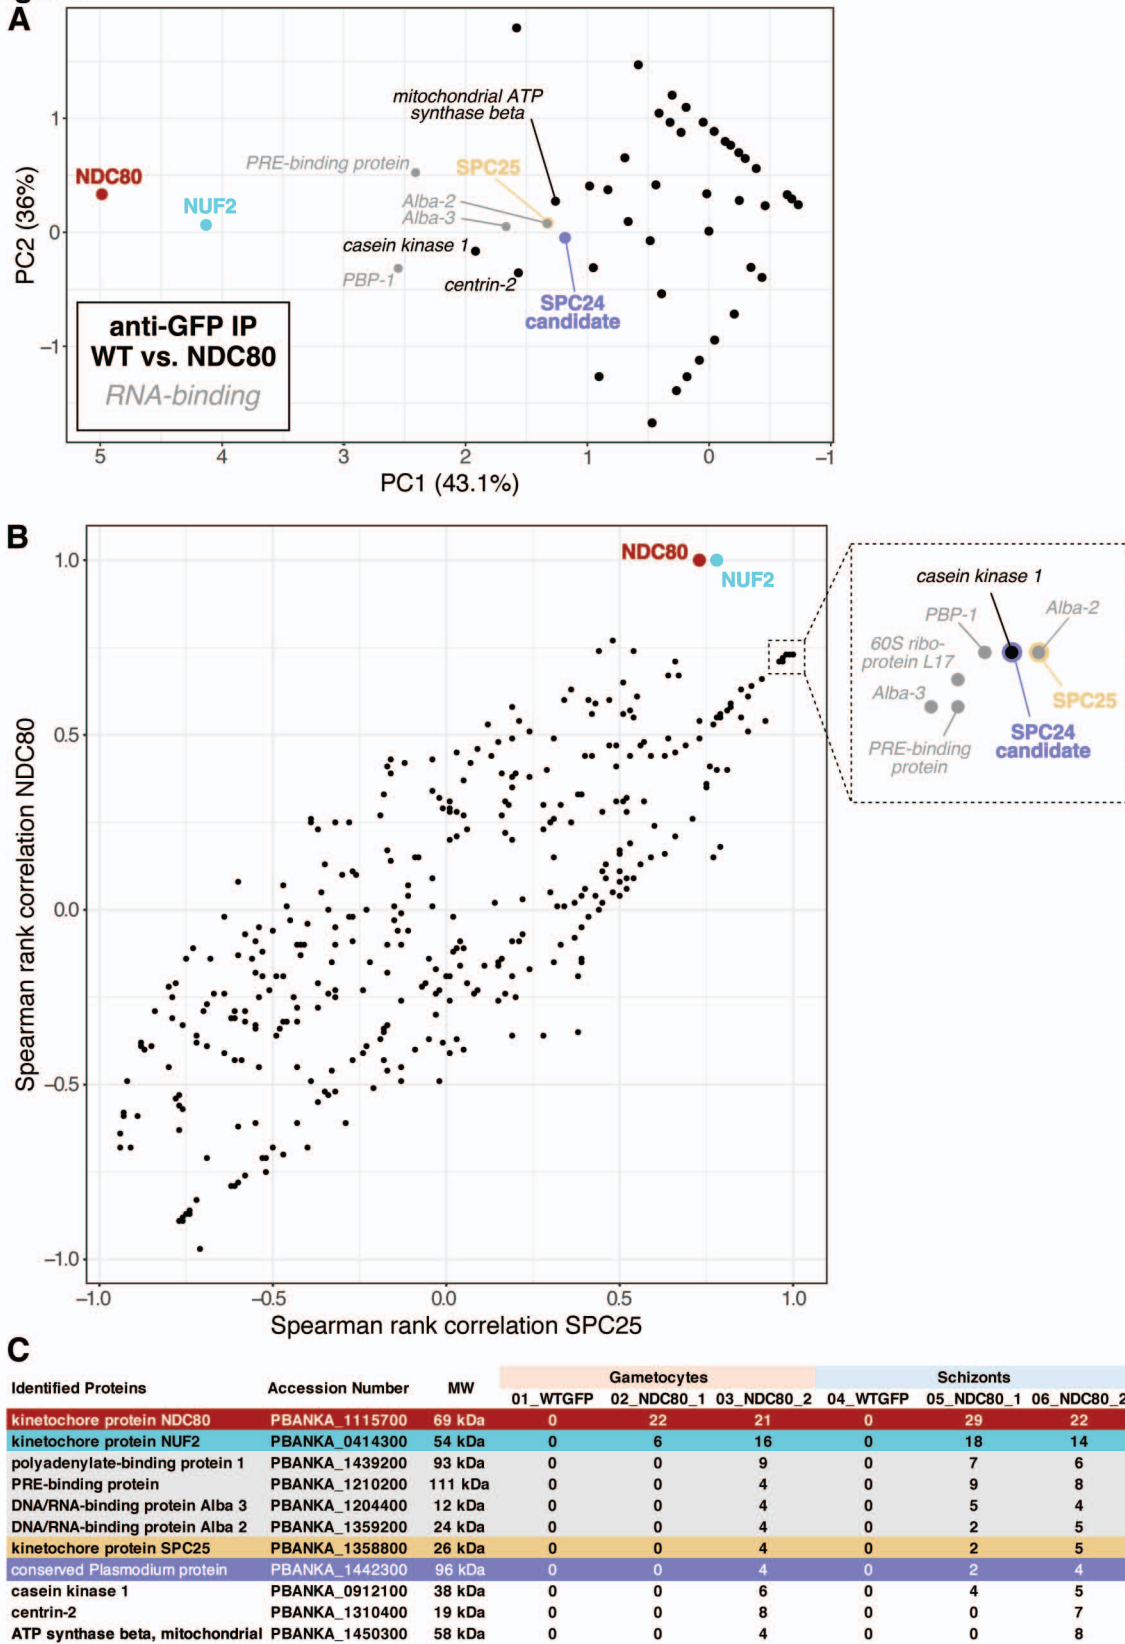 A
mitochondrial ATP
synthase beta
PRE-binding protein
SPC25
NDC80
NUF2
Alba-2
Alba-3
casein kinase 1
PBP-1
centrin-2
SPC24
candidate
anti-GFP IP
WT vs. NDC80
RNA-binding
PC2 (36%)
1
0
−1
5 4 3 2 1 0 −1
PC1 (43.1%)
B
NDC80
NUF2
casein kinase 1
PBP-1
Alba-2
60S ribo-
protein L17
Alba-3
SPC25
SPC24
candidate
PRE-binding
protein
Spearman rank correlation NDC80
1.0
0.5
0.0
−0.5
−1.0
−1.0 −0.5 0.0 0.5 1.0
Spearman rank correlation SPC25
C
Gametocytes Schizonts
Identified Proteins Accession Number MW 01_WTGFP 02_NDC80_1 03_NDC80_2 04_WTGFP 05_NDC80_1 06_NDC80_2
kinetochore protein NDC80 PBANKA_1115700 69 kDa 0 22 21 0 29 22
kinetochore protein NUF2 PBANKA_0414300 54 kDa 0 6 16 0 18 14
polyadenylate-binding protein 1 PBANKA_1439200 93 kDa 0 0 9 0 7 6
PRE-binding protein PBANKA_1210200 111 kDa 0 0 4 0 9 8
DNA/RNA-binding protein Alba 3 PBANKA_1204400 12 kDa 0 0 4 0 5 4
DNA/RNA-binding protein Alba 2 PBANKA_1359200 24 kDa 0 0 4 0 2 5
kinetochore protein SPC25 PBANKA_1358800 26 kDa 0 0 4 0 2 5
conserved Plasmodium protein PBANKA_1442300 96 kDa 0 0 4 0 2 4
casein kinase 1 PBANKA_0912100 38 kDa 0 0 6 0 4 5
centrin-2 PBANKA_1310400 19 kDa 0 0 8 0 0 7
ATP synthase beta, mitochondrial PBANKA_1450300 58 kDa 0 0 4 0 0 8